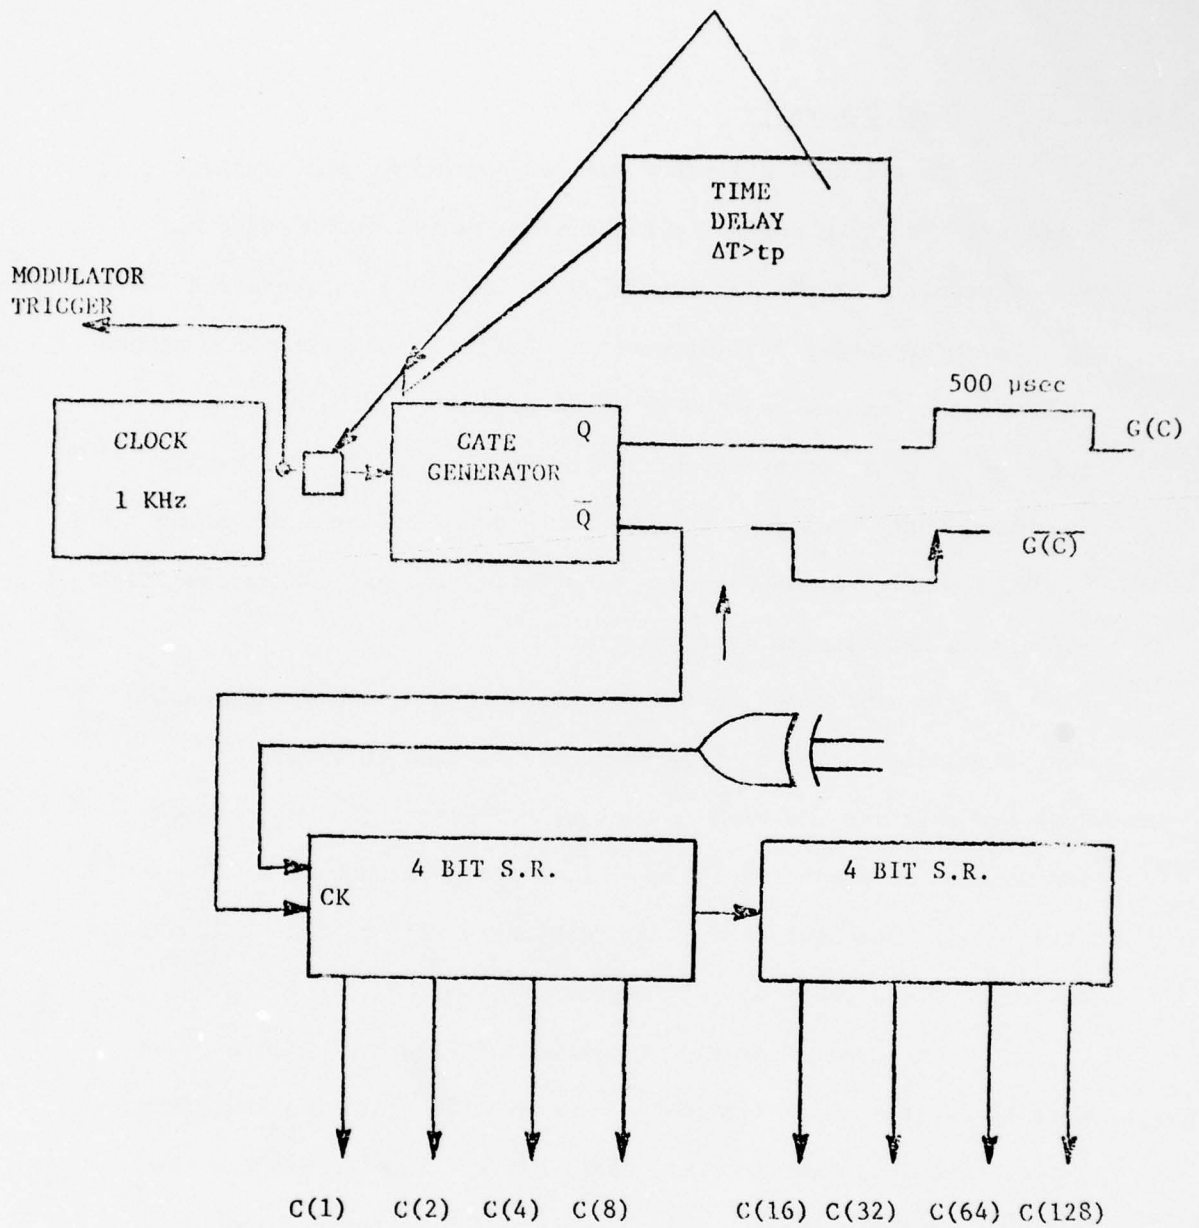 TIME
DELAY
ΔT>tp
MODULATOR
TRIGGER
500 μsec
G(C)
CLOCK
1 KHz
GATE
GENERATOR
Q
Q̅
G(C)̅
4 BIT S.R.
CK
4 BIT S.R.
C(1) C(2) C(4) C(8) C(16) C(32) C(64) C(128)